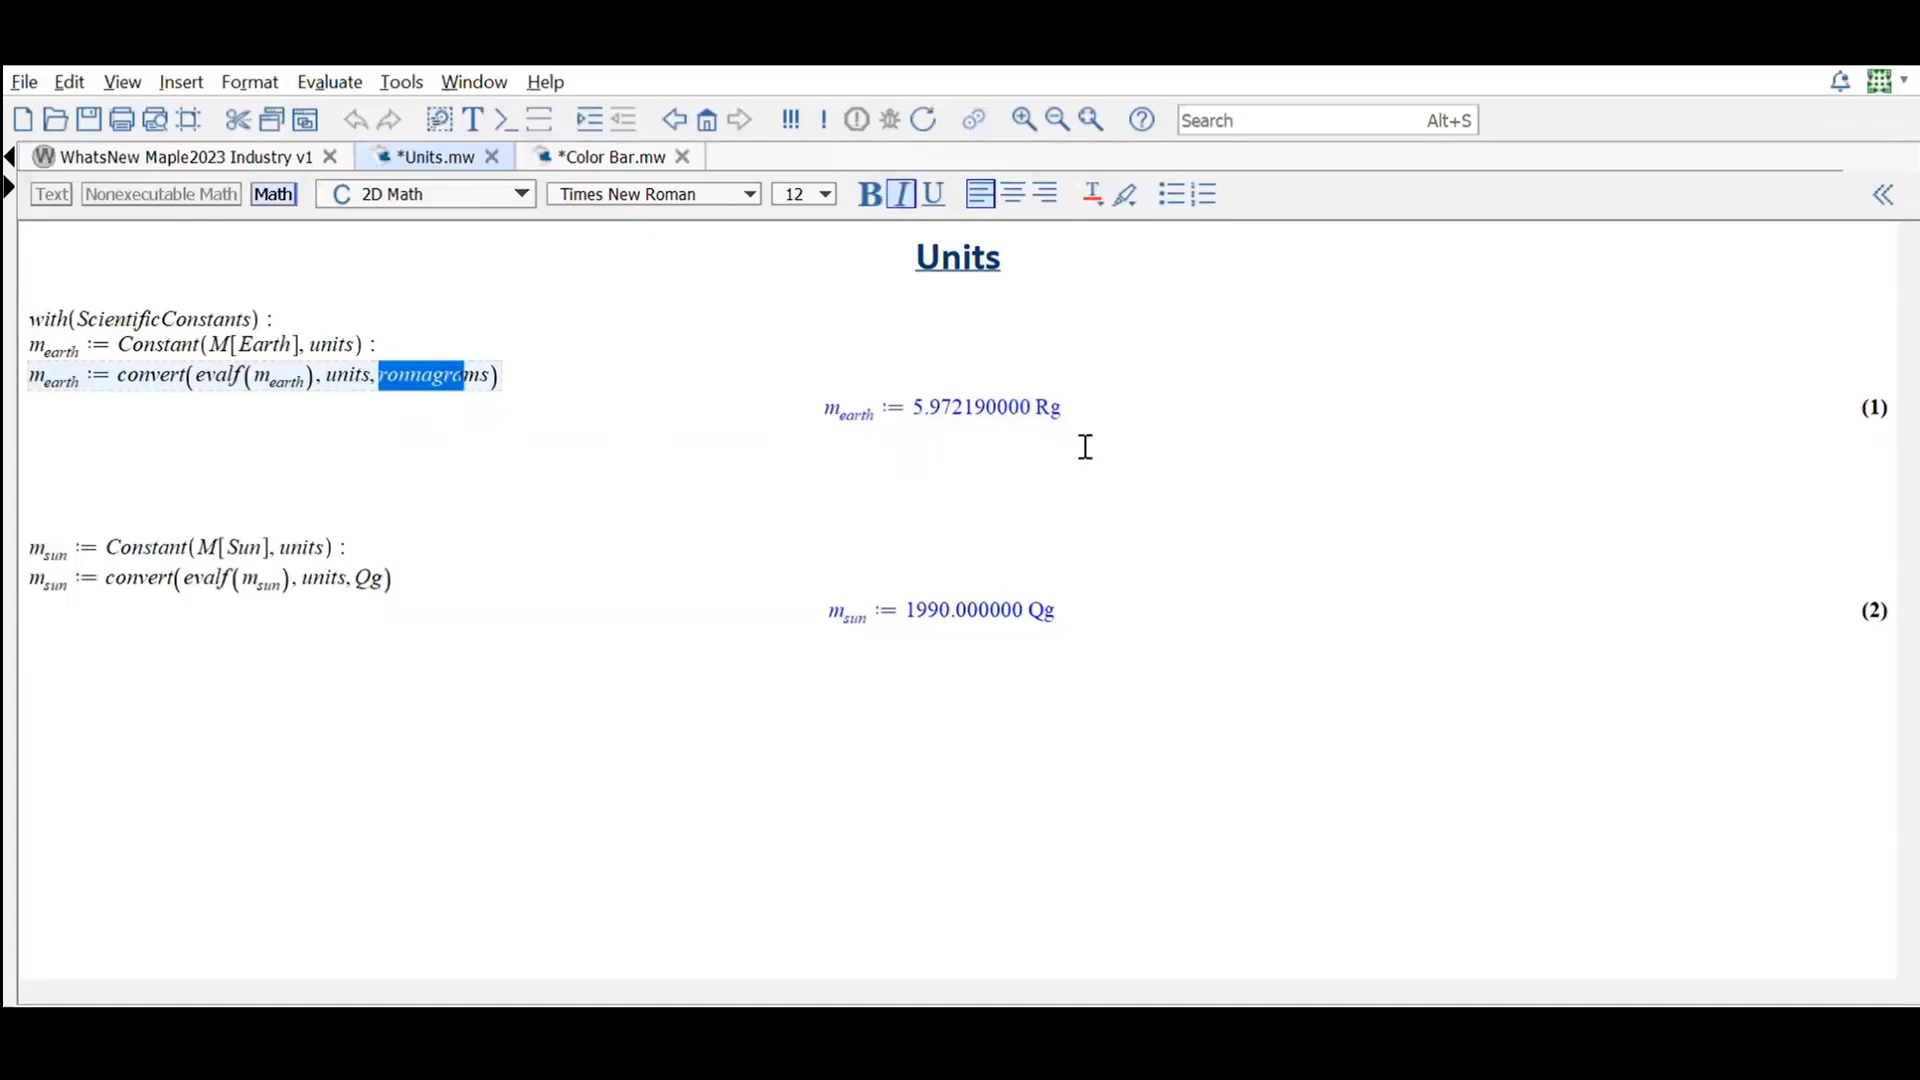 File Edit View Insert Format Evaluate Tools Window Help
Search Alt+S
WhatsNew Maple2023 Industry v1 *Units.mw *Color Bar.mw
Text Nonexecutable Math Math C 2D Math Times New Roman 12 B I U
Units
with(ScientificConstants) :
m_earth := Constant(M[Earth], units) :
m_earth := convert(evalf(m_earth), units, ronnagrams)
m_earth := 5.972190000 Rg (1)
m_sun := Constant(M[Sun], units) :
m_sun := convert(evalf(m_sun), units, Qg)
m_sun := 1990.000000 Qg (2)